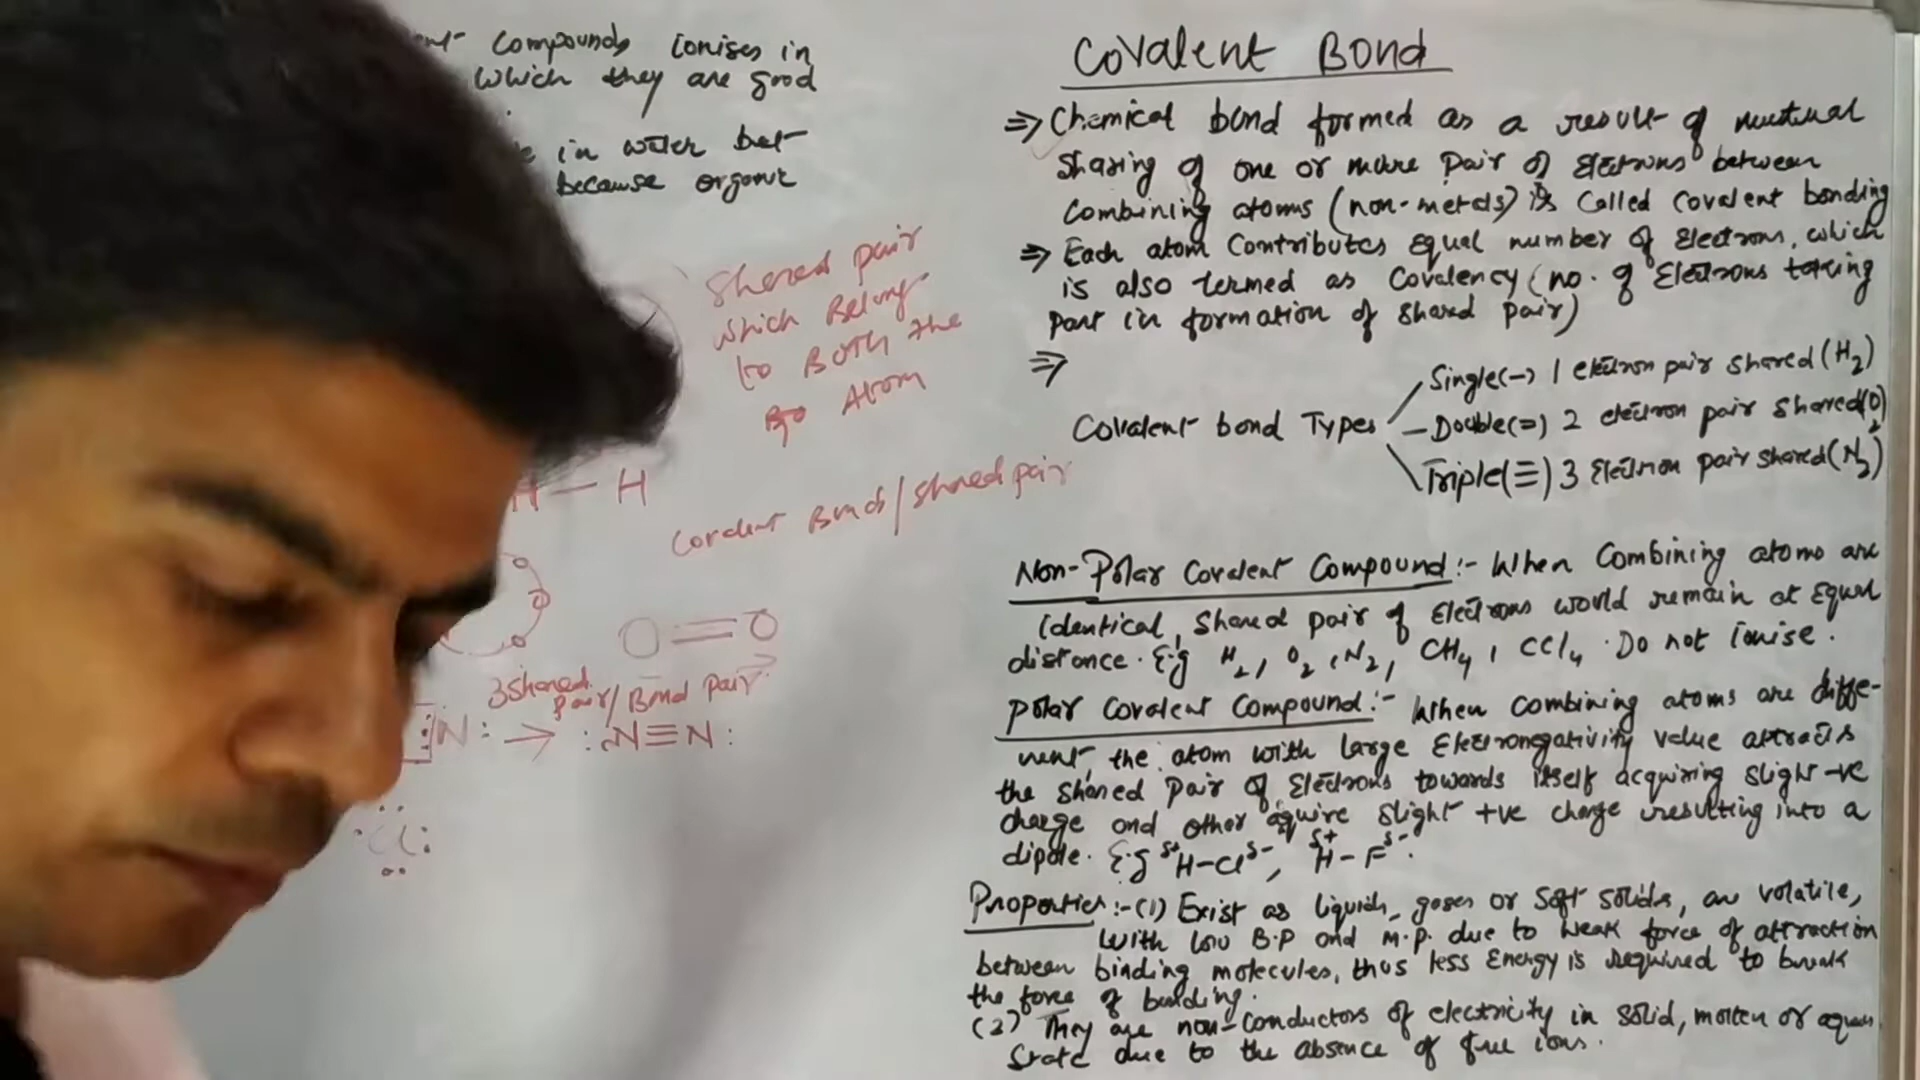 Compounds ionises in
which they are good
in water but
because organic
Shared pair
which Belong
to BOTH the
Atom
H — H
Covalent Bond/shared pair
O = O
3 Shared
Pair/Bond Pair
N: → :N≡N:
:Cl:
Covalent Bond
⇒ Chemical bond formed as a result of mutual
sharing of one or more pair of Electrons between
Combining atoms (non-metals) is called covalent bonding
⇒ Each atom Contributes Equal number of Electrons, which
is also termed as Covalency (no. of Electrons taking
part in formation of shared pair)
⇒
Single(-) 1 electron pair shared (H2)
Covalent bond Types
Double(=) 2 electron pair shared (O2)
Triple(≡) 3 Electron pair shared (N2)
Non-Polar Covalent Compound:- When Combining atoms are
identical, Shared pair of Electrons would remain at Equal
distance. E.g H2, O2, N2, CH4, CCl4. Do not ionise.
Polar Covalent Compound:- When Combining atoms are diffe-
rent, the atom with large Electronegativity value attracts
the shared pair of Electrons towards itself acquiring slight -ve
charge and other aquire slight +ve charge resulting into a
dipole. E.g δ+H-Clδ-, δ+H-Fδ-.
Properties:- (1) Exist as liquids, gases or Soft solids, are volatile,
With low B.P and M.P. due to weak force of attraction
between binding molecules, thus less Energy is required to break
the force of bonding.
(2) They are non-conductors of electricity in solid, molten or aqueous
State due to the absence of free ions.